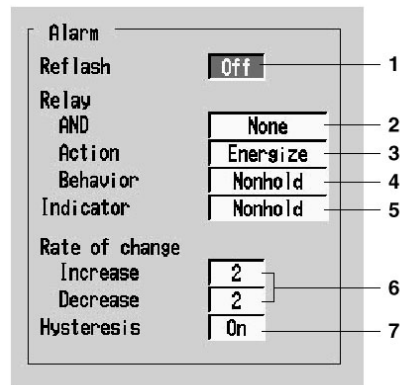 Alarm
Reflash Off 1
Relay
AND None 2
Action Energize 3
Behavior Nonhold 4
Indicator Nonhold 5
Rate of change
Increase 2
6
Decrease 2
Hysteresis On 7